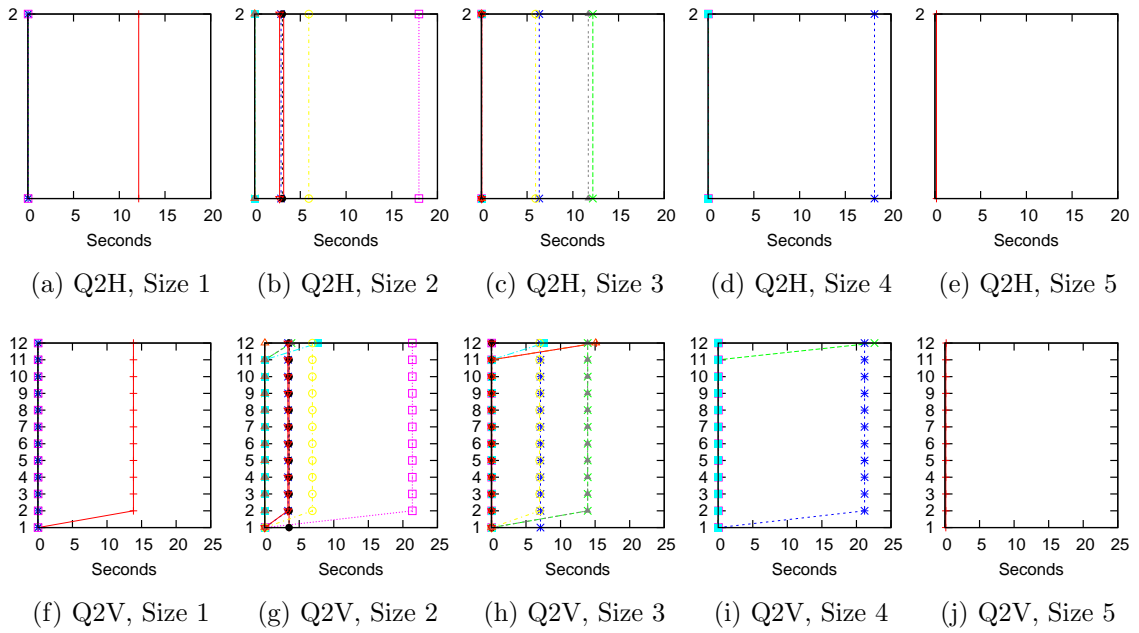 2 2 2 2 2
0 5 10 15 20 0 5 10 15 20 0 5 10 15 20 0 5 10 15 20 0 5 10 15 20
Seconds Seconds Seconds Seconds Seconds
(a) Q2H, Size 1 (b) Q2H, Size 2 (c) Q2H, Size 3 (d) Q2H, Size 4 (e) Q2H, Size 5
12 12 12 12 12
11 11 11 11 11
10 10 10 10 10
9 9 9 9 9
8 8 8 8 8
7 7 7 7 7
6 6 6 6 6
5 5 5 5 5
4 4 4 4 4
3 3 3 3 3
2 2 2 2 2
1 1 1 1 1
0 5 10 15 20 25 0 5 10 15 20 25 0 5 10 15 20 25 0 5 10 15 20 25 0 5 10 15 20 25
Seconds Seconds Seconds Seconds Seconds
(f) Q2V, Size 1 (g) Q2V, Size 2 (h) Q2V, Size 3 (i) Q2V, Size 4 (j) Q2V, Size 5